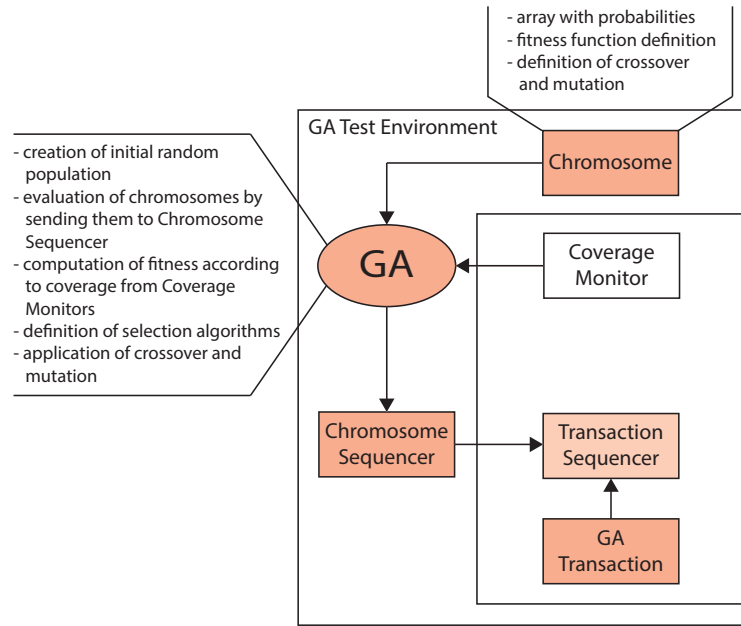 - array with probabilities
- fitness function definition
- definition of crossover
and mutation
GA Test Environment
Chromosome
- creation of initial random
population
- evaluation of chromosomes by
sending them to Chromosome
Sequencer
- computation of fitness according
to coverage from Coverage
Monitors
- definition of selection algorithms
- application of crossover and
mutation
GA
Coverage
Monitor
Chromosome
Sequencer
Transaction
Sequencer
GA
Transaction